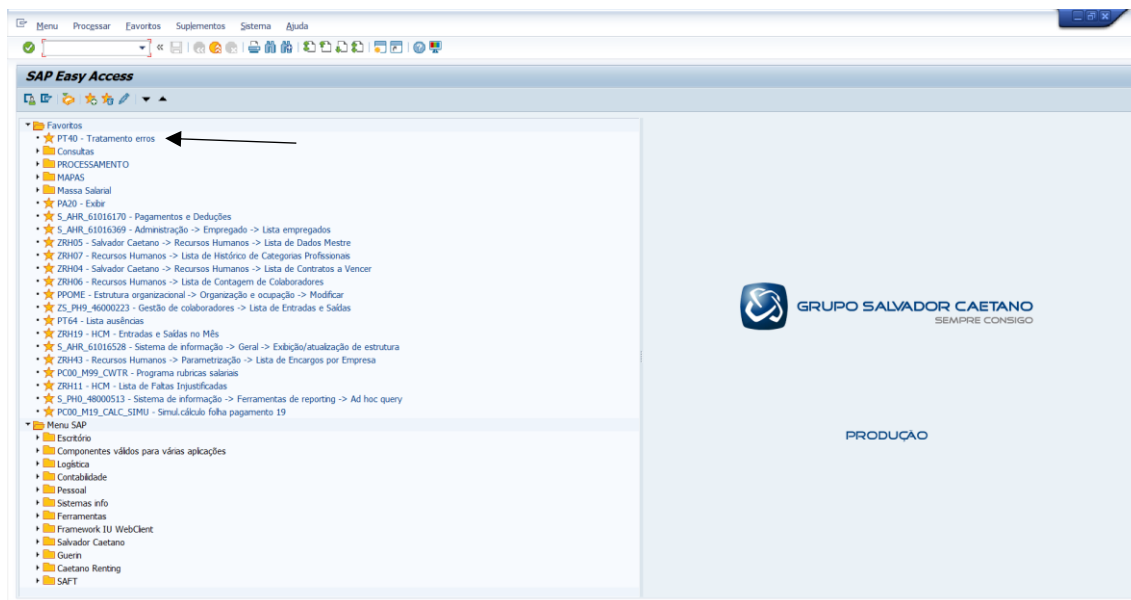 Menu Processar Favoritos Suplementos Sistema Ajuda
SAP Easy Access
Favoritos
PT40 - Tratamento erros
Consultas
PROCESSAMENTO
MAPAS
Massa Salarial
PA20 - Exibir
S_AHR_61016170 - Pagamentos e Deduções
S_AHR_61016369 - Administração -> Empregado -> Lista empregados
ZRH05 - Salvador Caetano -> Recursos Humanos -> Lista de Dados Mestre
ZRH07 - Recursos Humanos -> Lista de Histórico de Categorias Profissionais
ZRH04 - Salvador Caetano -> Recursos Humanos -> Lista de Contratos a Vencer
ZRH06 - Recursos Humanos -> Lista de Contagem de Colaboradores
PPOME - Estrutura organizacional -> Organização e ocupação -> Modificar
ZS_PH9_46000223 - Gestão de colaboradores -> Lista de Entradas e Saídas
PT64 - Lista ausências
ZRH19 - HCM - Entradas e Saídas no Mês
S_AHR_61016528 - Sistema de informação -> Geral -> Exibição/atualização de estrutura
ZRH43 - Recursos Humanos -> Parametrização -> Lista de Encargos por Empresa
PC00_M99_CWTR - Programa rubricas salariais
ZRH11 - HCM - Lista de Faltas Injustificadas
S_PH0_48000513 - Sistema de informação -> Ferramentas de reporting -> Ad hoc query
PC00_M19_CALC_SIMU - Simul.cálculo folha pagamento 19
Menu SAP
Escritório
Componentes válidos para várias aplicações
Logística
Contabilidade
Pessoal
Sistemas info
Ferramentas
Framework IU WebClient
Salvador Caetano
Guerin
Caetano Renting
SAFT
GRUPO SALVADOR CAETANO
SEMPRE CONSIGO
PRODUÇÃO